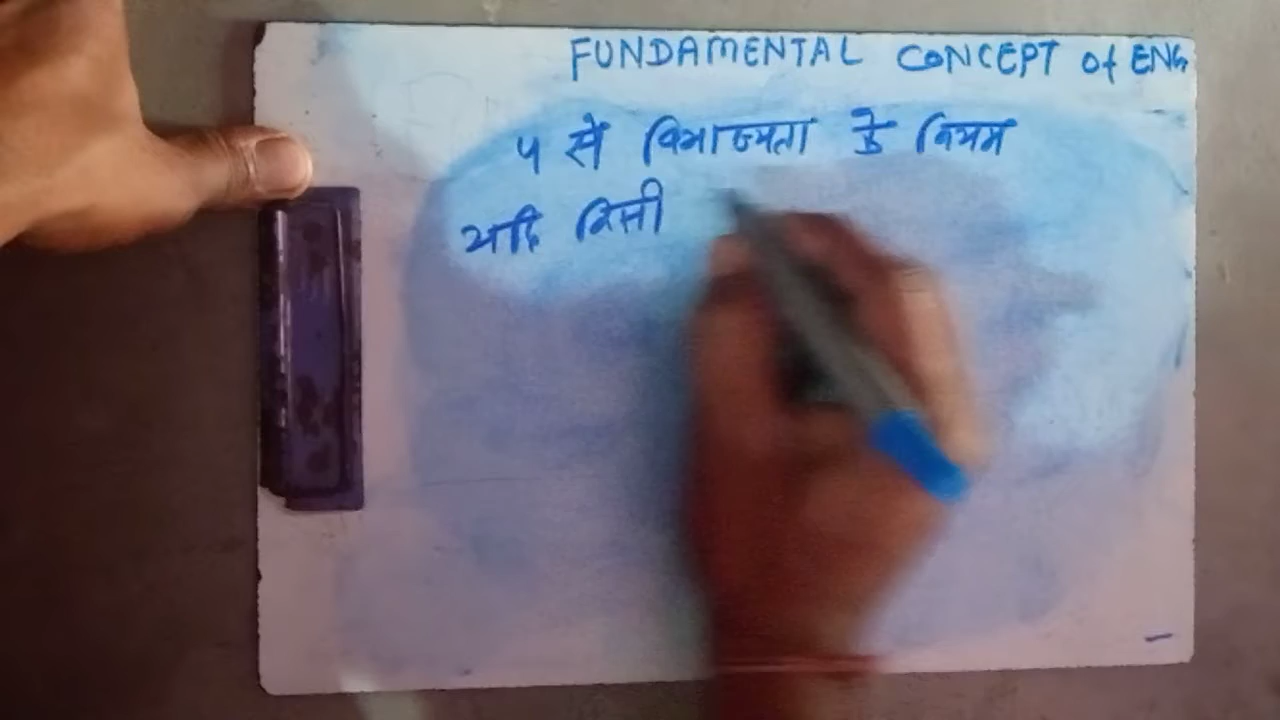 FUNDAMENTAL CONCEPT Of ENG
4 से विभाज्यता के नियम
यदि किसी